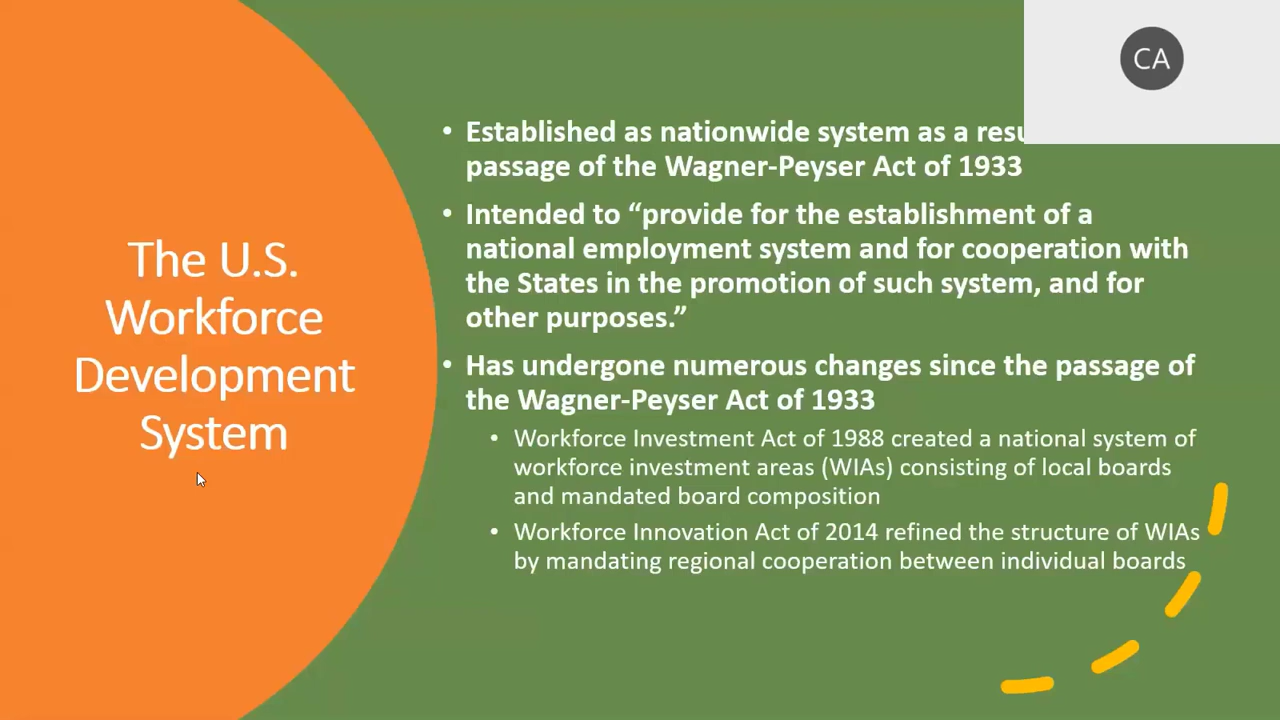 CA
The U.S.
Workforce
Development
System
• Established as nationwide system as a
passage of the Wagner-Peyser Act of 1933
• Intended to “provide for the establishment of a
national employment system and for cooperation with
the States in the promotion of such system, and for
other purposes.”
• Has undergone numerous changes since the passage of
the Wagner-Peyser Act of 1933
• Workforce Investment Act of 1988 created a national system of
workforce investment areas (WIAs) consisting of local boards
and mandated board composition
• Workforce Innovation Act of 2014 refined the structure of WIAs
by mandating regional cooperation between individual boards